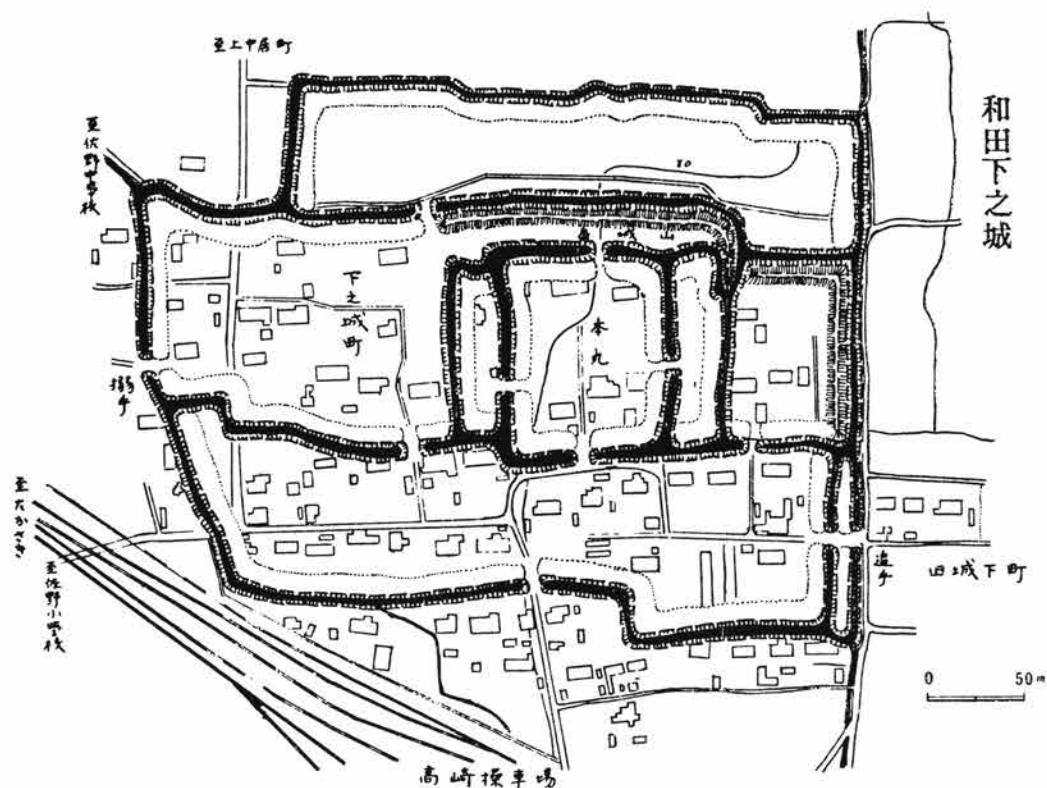 和田下之城
至上中居町
至佐野中学校
80
城山
下之城町
本丸
搦手
至たかさき
至佐野小学校
追手
旧城下町
0 50m
高崎操車場